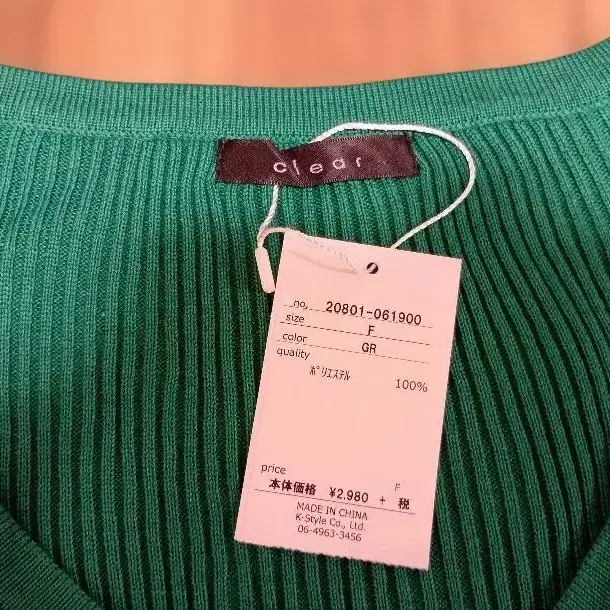 clear
no. 20801-061900
size F
color GR
quality
ﾎﾟﾘｴｽﾃﾙ 100%
price F
本体価格 ¥2.980 + 税
MADE IN CHINA
K-Style Co., Ltd.
06-4963-3456